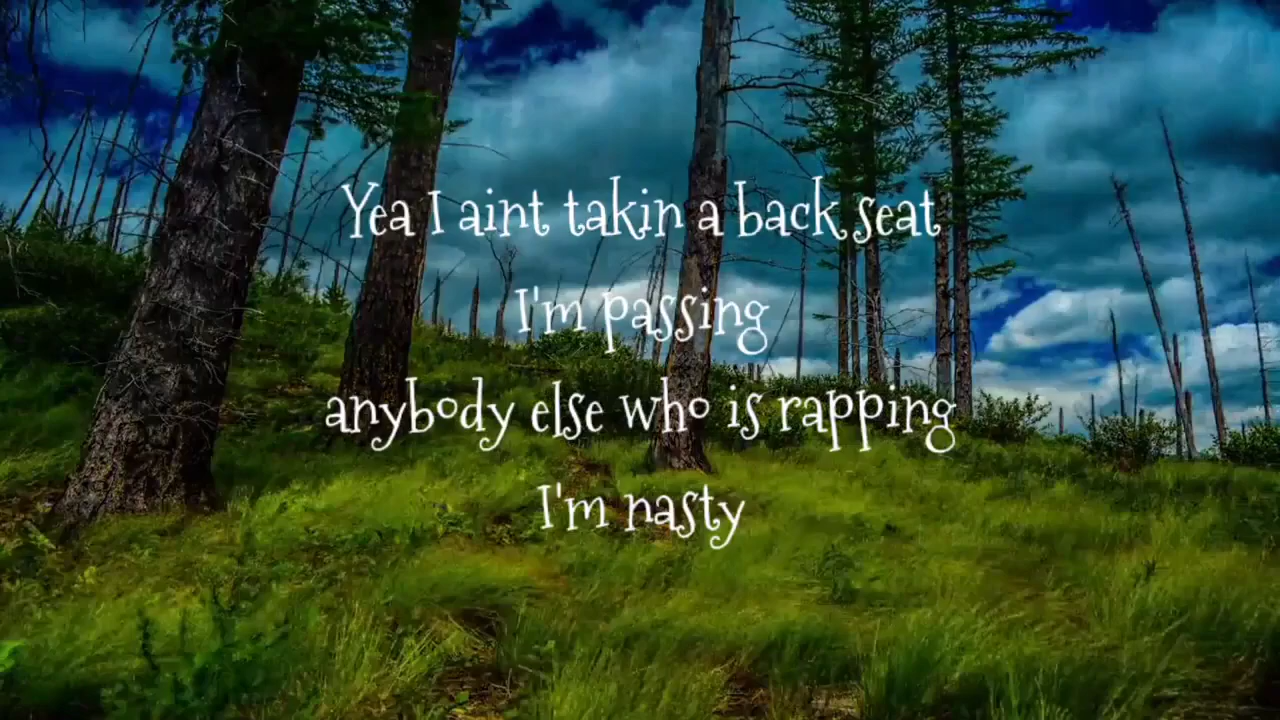 Yea I aint takin a back seat
I'm passing
anybody else who is rapping
I'm nasty